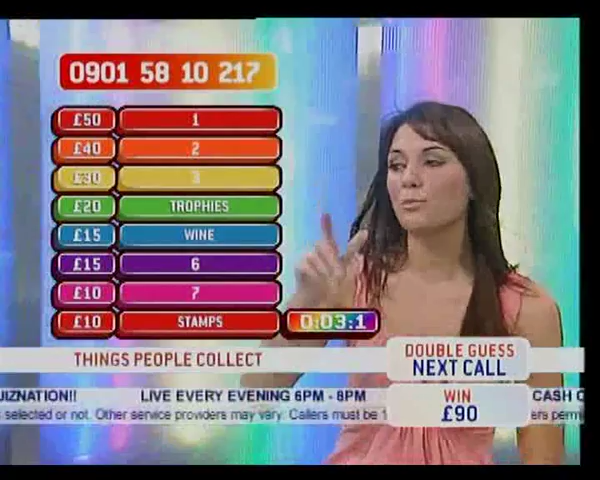 0901 58 10 217
£50 1
£40 2
£30 3
£20 TROPHIES
£15 WINE
£15 6
£10 7
£10 STAMPS
0:03:1
THINGS PEOPLE COLLECT
DOUBLE GUESS
NEXT CALL
UIZNATION!! LIVE EVERY EVENING 6PM - 8PM CASH
WIN
£90
selected or not. Other service providers may vary. Callers must be
ers perm